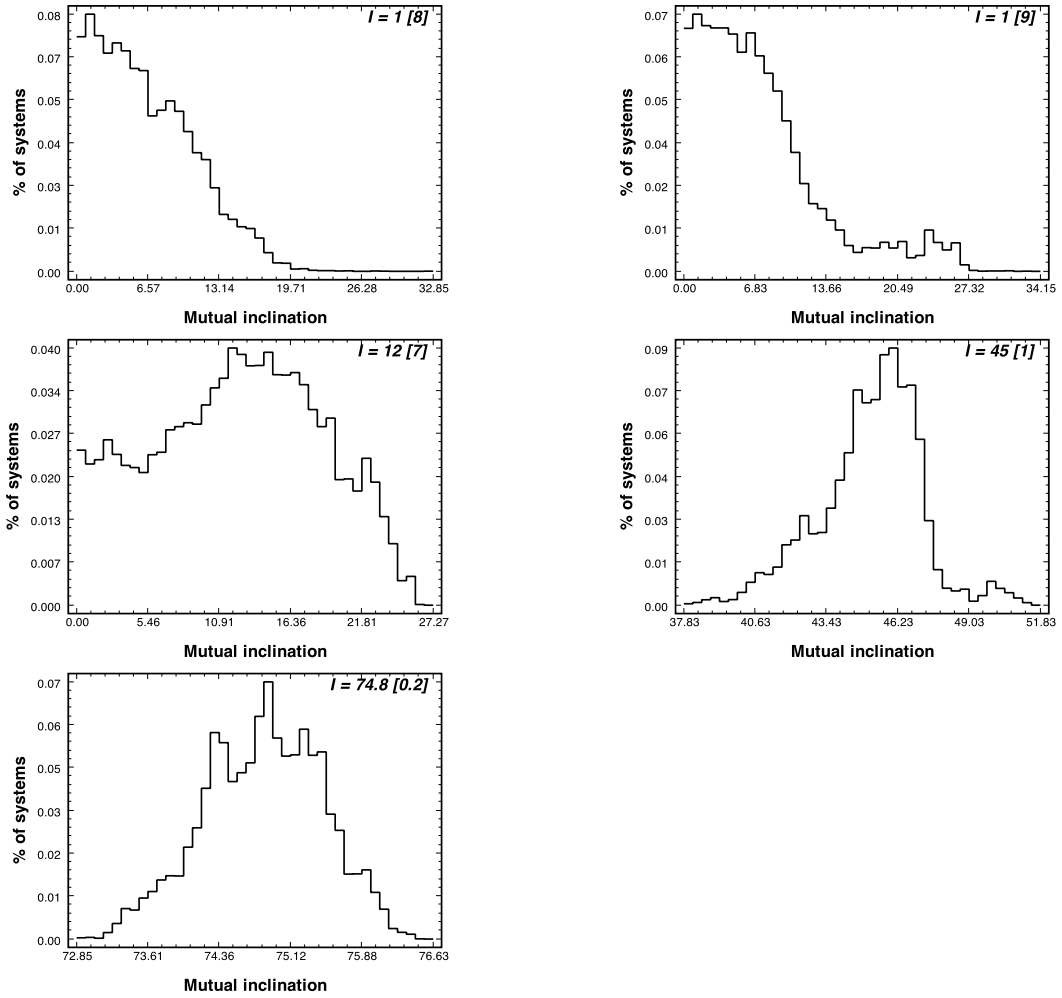 I = 1 [8]
% of systems
0.08
0.07
0.05
0.04
0.03
0.01
0.00
0.00 6.57 13.14 19.71 26.28 32.85
Mutual inclination
I = 1 [9]
% of systems
0.07
0.06
0.05
0.04
0.02
0.01
0.00
0.00 6.83 13.66 20.49 27.32 34.15
Mutual inclination
I = 12 [7]
% of systems
0.040
0.034
0.027
0.020
0.013
0.007
0.000
0.00 5.46 10.91 16.36 21.81 27.27
Mutual inclination
I = 45 [1]
% of systems
0.09
0.07
0.06
0.04
0.03
0.01
0.00
37.83 40.63 43.43 46.23 49.03 51.83
Mutual inclination
I = 74.8 [0.2]
% of systems
0.07
0.06
0.05
0.03
0.02
0.01
0.00
72.85 73.61 74.36 75.12 75.88 76.63
Mutual inclination